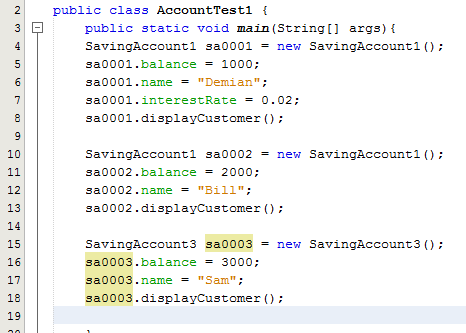 2 public class AccountTest1 {
3 public static void main(String[] args){
4 SavingAccount1 sa0001 = new SavingAccount1();
5 sa0001.balance = 1000;
6 sa0001.name = "Demian";
7 sa0001.interestRate = 0.02;
8 sa0001.displayCustomer();
9
10 SavingAccount1 sa0002 = new SavingAccount1();
11 sa0002.balance = 2000;
12 sa0002.name = "Bill";
13 sa0002.displayCustomer();
14
15 SavingAccount3 sa0003 = new SavingAccount3();
16 sa0003.balance = 3000;
17 sa0003.name = "Sam";
18 sa0003.displayCustomer();
19